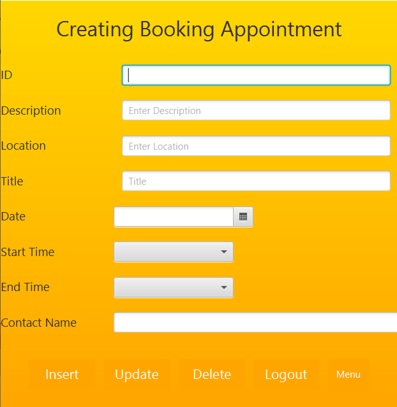 Creating Booking Appointment
ID
Description Enter Description
Location Enter Location
Title Title
Date
Start Time
End Time
Contact Name
Insert Update Delete Logout Menu